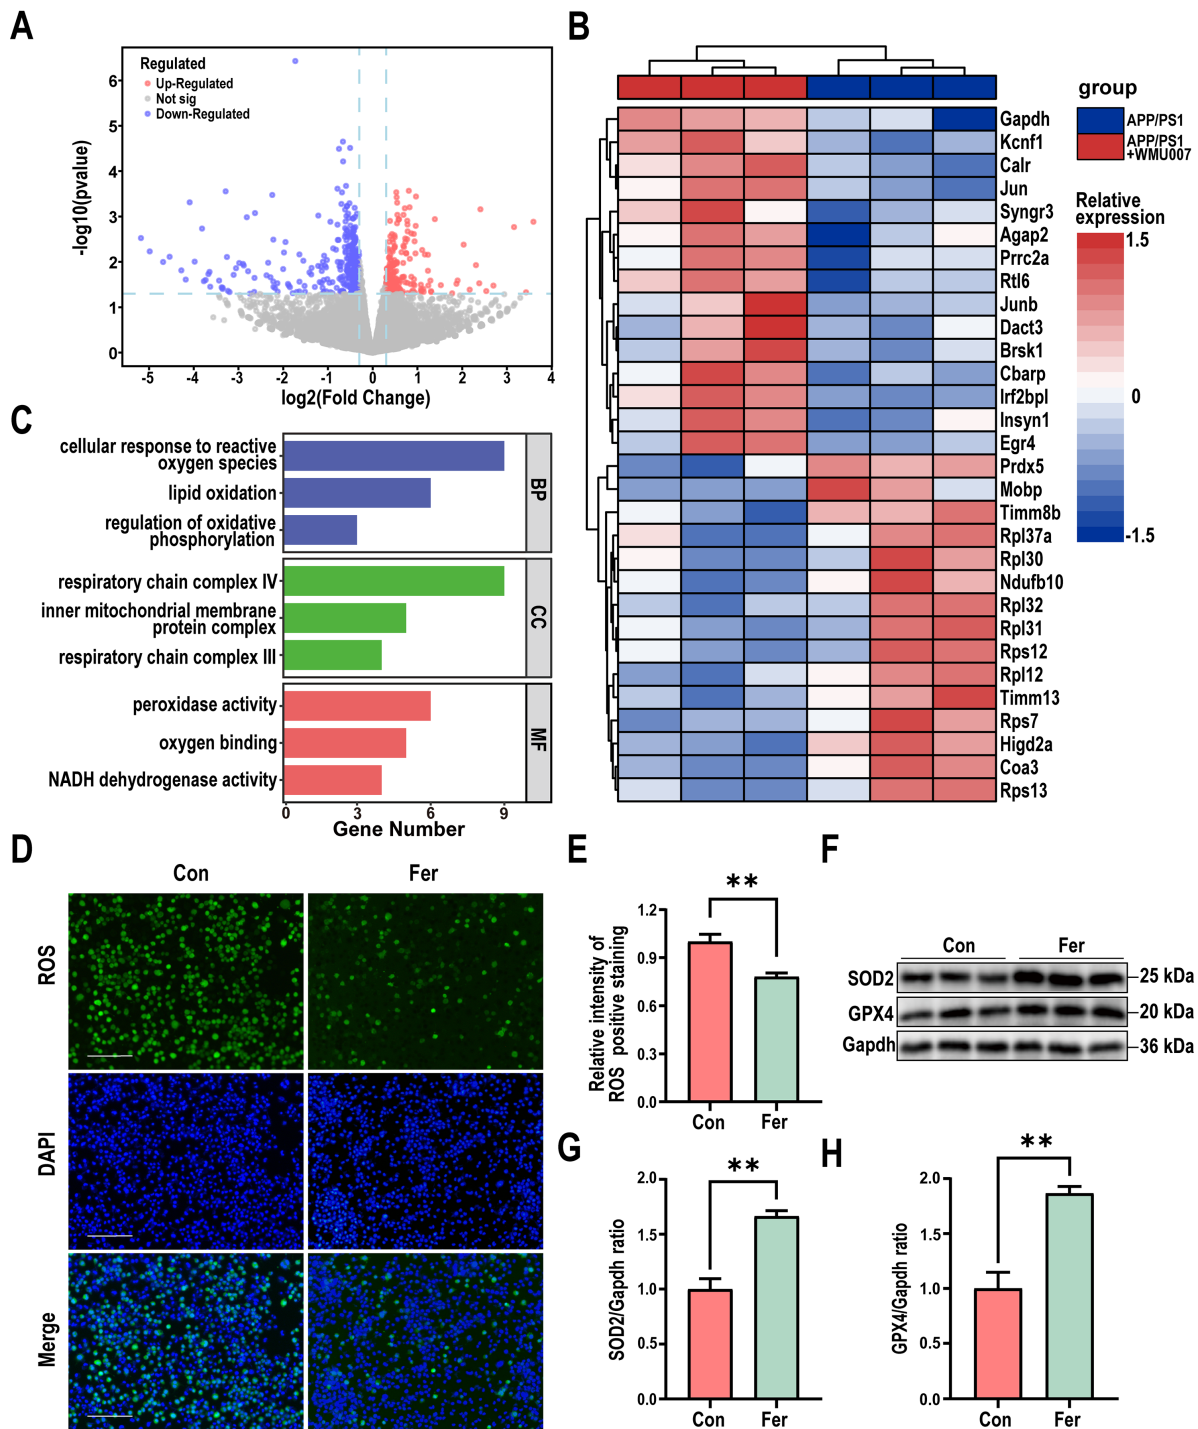 A
Regulated
Up-Regulated
Not sig
Down-Regulated
-log10(pvalue)
6
5
4
3
2
1
0
-5 -4 -3 -2 -1 0 1 2 3 4
log2(Fold Change)
B
Gapdh
Kcnf1
Calr
Jun
Syngr3
Agap2
Prrc2a
Rtl6
Junb
Dact3
Brsk1
Cbarp
Irf2bpl
Insyn1
Egr4
Prdx5
Mobp
Timm8b
Rpl37a
Rpl30
Ndufb10
Rpl32
Rpl31
Rps12
Rpl12
Timm13
Rps7
Higd2a
Coa3
Rps13
group
APP/PS1
APP/PS1
+WMU007
Relative
expression
1.5
0
-1.5
C
cellular response to reactive
oxygen species
lipid oxidation
regulation of oxidative
phosphorylation
BP
respiratory chain complex IV
inner mitochondrial membrane
protein complex
respiratory chain complex III
CC
peroxidase activity
oxygen binding
NADH dehydrogenase activity
MF
0 3 6 9
Gene Number
D
Con Fer
ROS
DAPI
Merge
E
Relative intensity of
ROS positive staining
1.2
0.9
0.6
0.3
0.0
**
Con Fer
F
Con Fer
SOD2 25 kDa
GPX4 20 kDa
Gapdh 36 kDa
G
SOD2/Gapdh ratio
2.0
1.5
1.0
0.5
0.0
**
Con Fer
H
GPX4/Gapdh ratio
2.0
1.5
1.0
0.5
0.0
**
Con Fer